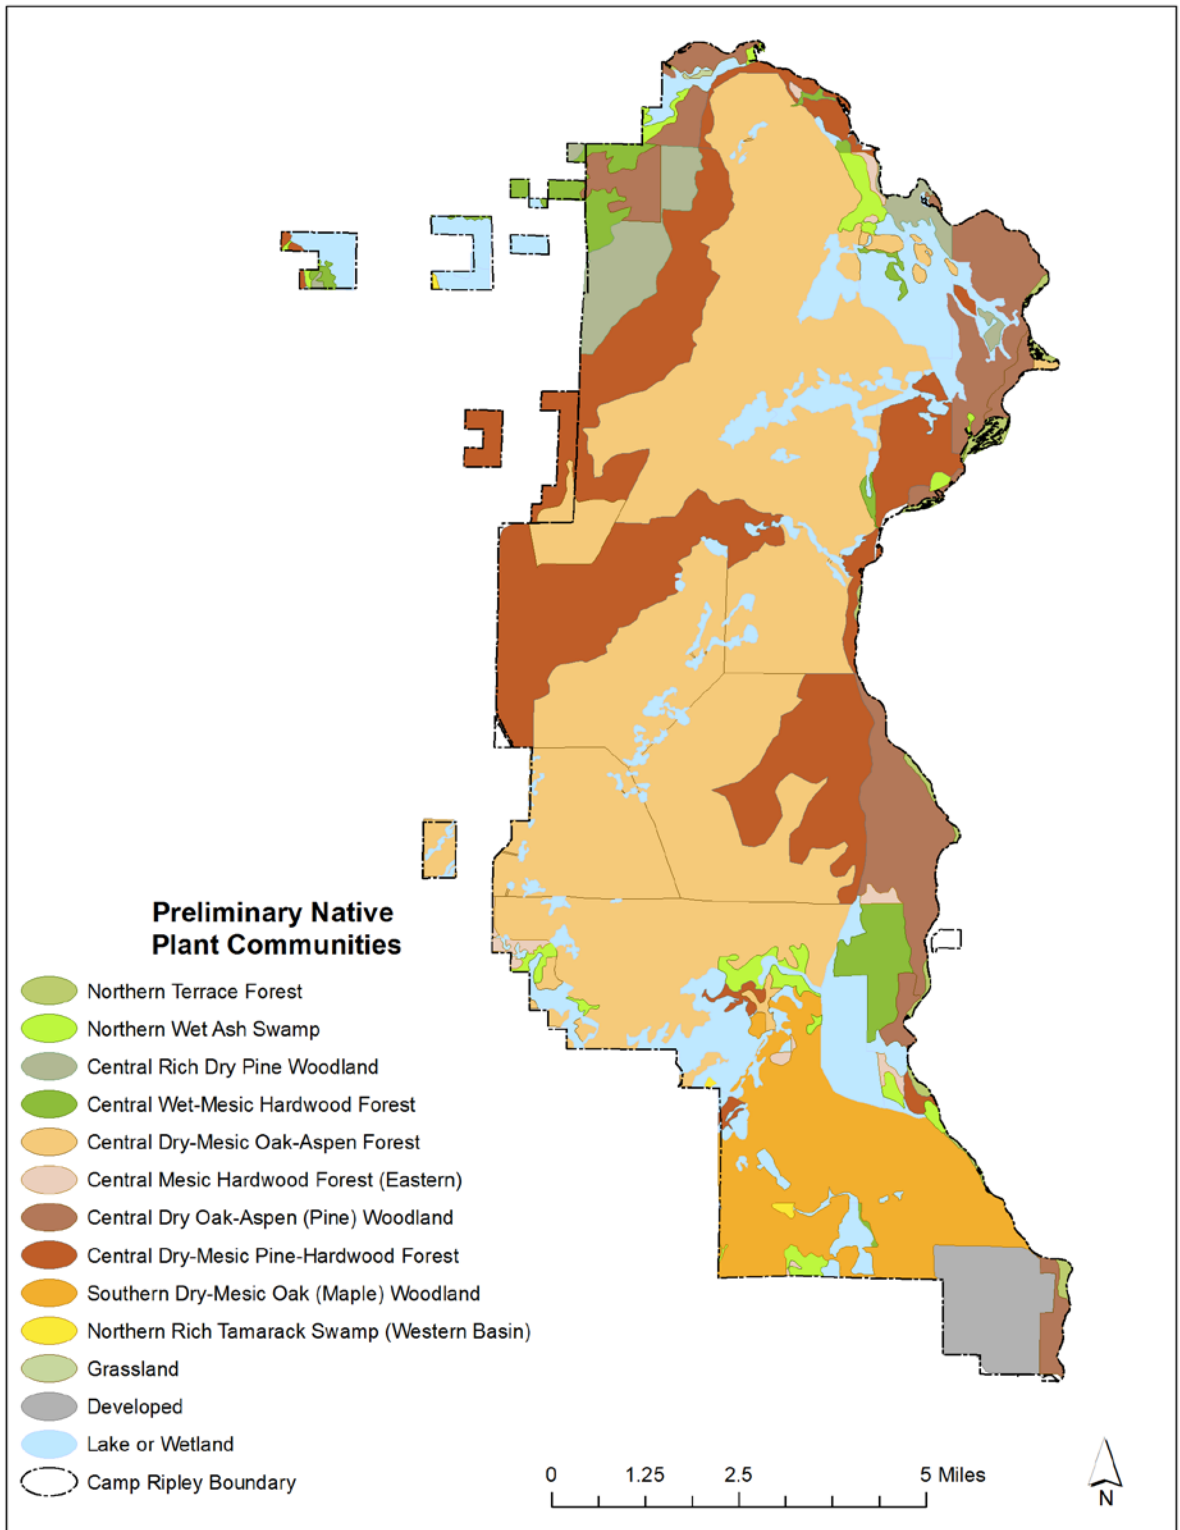 Preliminary Native
Plant Communities
Northern Terrace Forest
Northern Wet Ash Swamp
Central Rich Dry Pine Woodland
Central Wet-Mesic Hardwood Forest
Central Dry-Mesic Oak-Aspen Forest
Central Mesic Hardwood Forest (Eastern)
Central Dry Oak-Aspen (Pine) Woodland
Central Dry-Mesic Pine-Hardwood Forest
Southern Dry-Mesic Oak (Maple) Woodland
Northern Rich Tamarack Swamp (Western Basin)
Grassland
Developed
Lake or Wetland
Camp Ripley Boundary
0 1.25 2.5 5 Miles
N